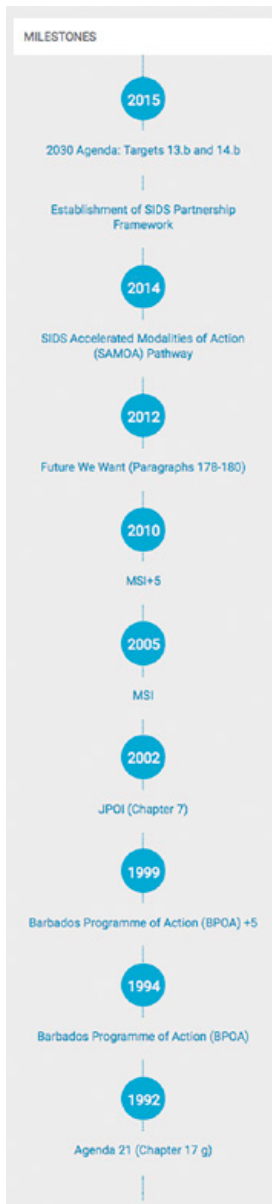 MILESTONES
2015
2030 Agenda: Targets 13.b and 14.b
Establishment of SIDS Partnership
Framework
2014
SIDS Accelerated Modalities of Action
(SAMOA) Pathway
2012
Future We Want (Paragraphs 178-180)
2010
MSI+5
2005
MSI
2002
JPOI (Chapter 7)
1999
Barbados Programme of Action (BPOA) +5
1994
Barbados Programme of Action (BPOA)
1992
Agenda 21 (Chapter 17 g)